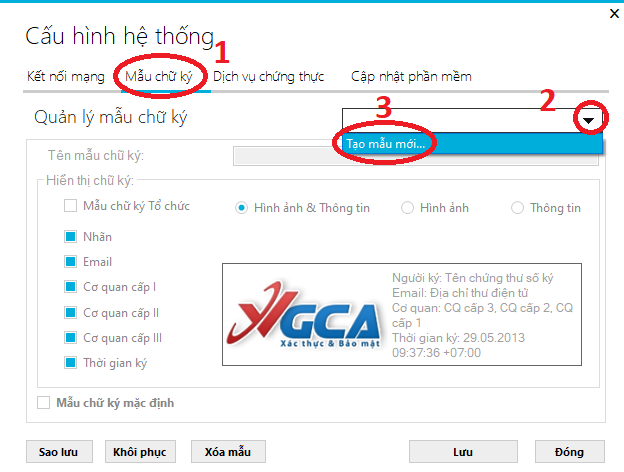 Cấu hình hệ thống
1
Kết nối mạng Mẫu chữ ký Dịch vụ chứng thực Cập nhật phần mềm
2
Quản lý mẫu chữ ký
3
Tạo mẫu mới...
Tên mẫu chữ ký:
Hiển thị chữ ký:
Mẫu chữ ký Tổ chức Hình ảnh & Thông tin Hình ảnh Thông tin
Nhãn
Email
Cơ quan cấp I
Cơ quan cấp II
Cơ quan cấp III
Thời gian ký
VGCA
Xác thực & Bảo mật
Người ký: Tên chứng thư số ký
Email: Địa chỉ thư điện tử
Cơ quan: CQ cấp 3, CQ cấp 2, CQ
cấp 1
Thời gian ký: 29.05.2013
09:37:36 +07:00
Mẫu chữ ký mặc định
Sao lưu Khôi phục Xóa mẫu Lưu Đóng